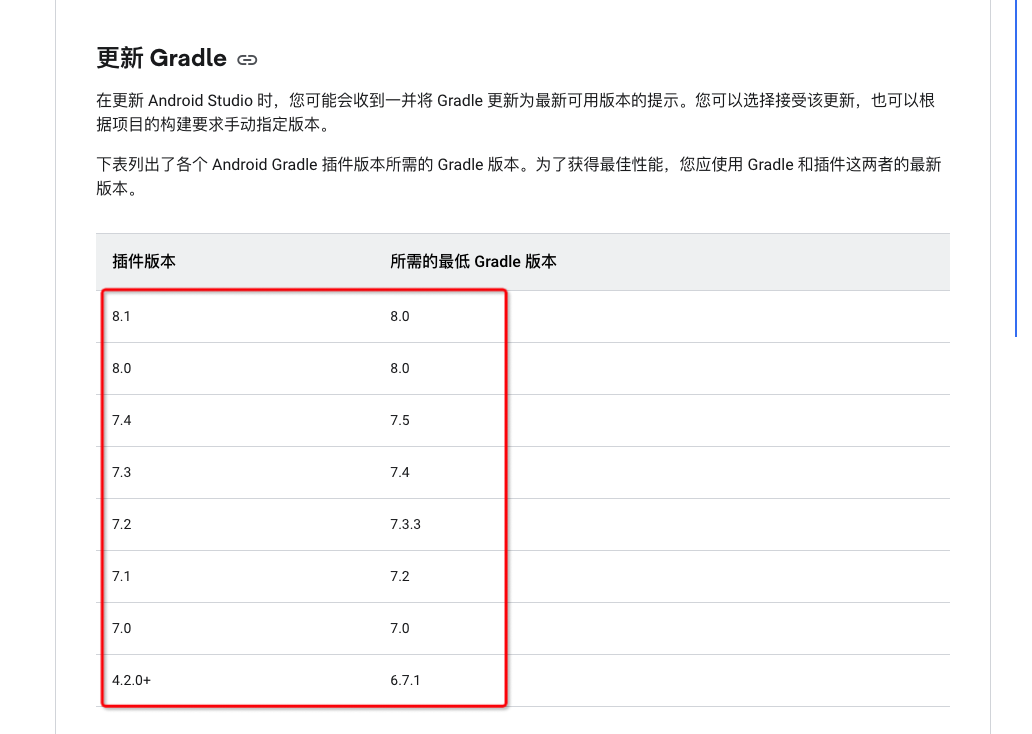 更新 Gradle
在更新 Android Studio 时，您可能会收到一并将 Gradle 更新为最新可用版本的提示。您可以选择接受该更新，也可以根
据项目的构建要求手动指定版本。
下表列出了各个 Android Gradle 插件版本所需的 Gradle 版本。为了获得最佳性能，您应使用 Gradle 和插件这两者的最新
版本。
插件版本 所需的最低 Gradle 版本
8.1 8.0
8.0 8.0
7.4 7.5
7.3 7.4
7.2 7.3.3
7.1 7.2
7.0 7.0
4.2.0+ 6.7.1